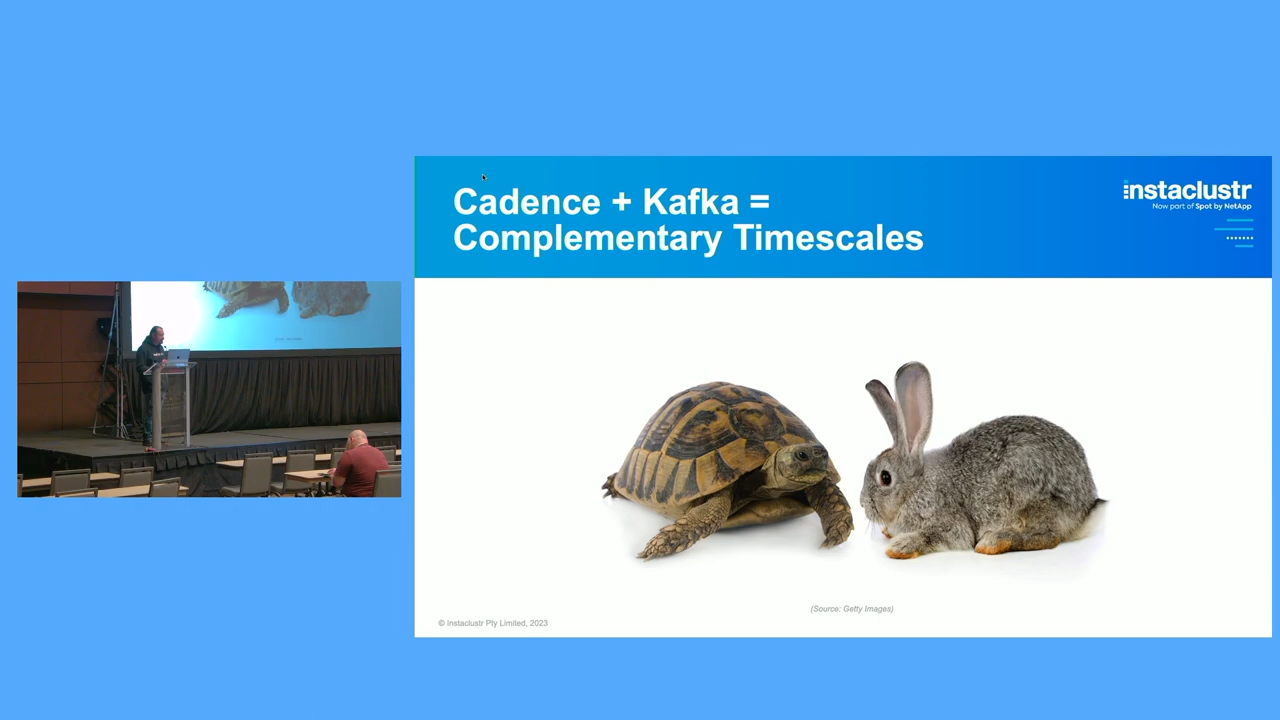 Cadence + Kafka =
Complementary Timescales
instaclustr
Now part of Spot by NetApp
(Source: Getty Images)
© Instaclustr Pty Limited, 2023